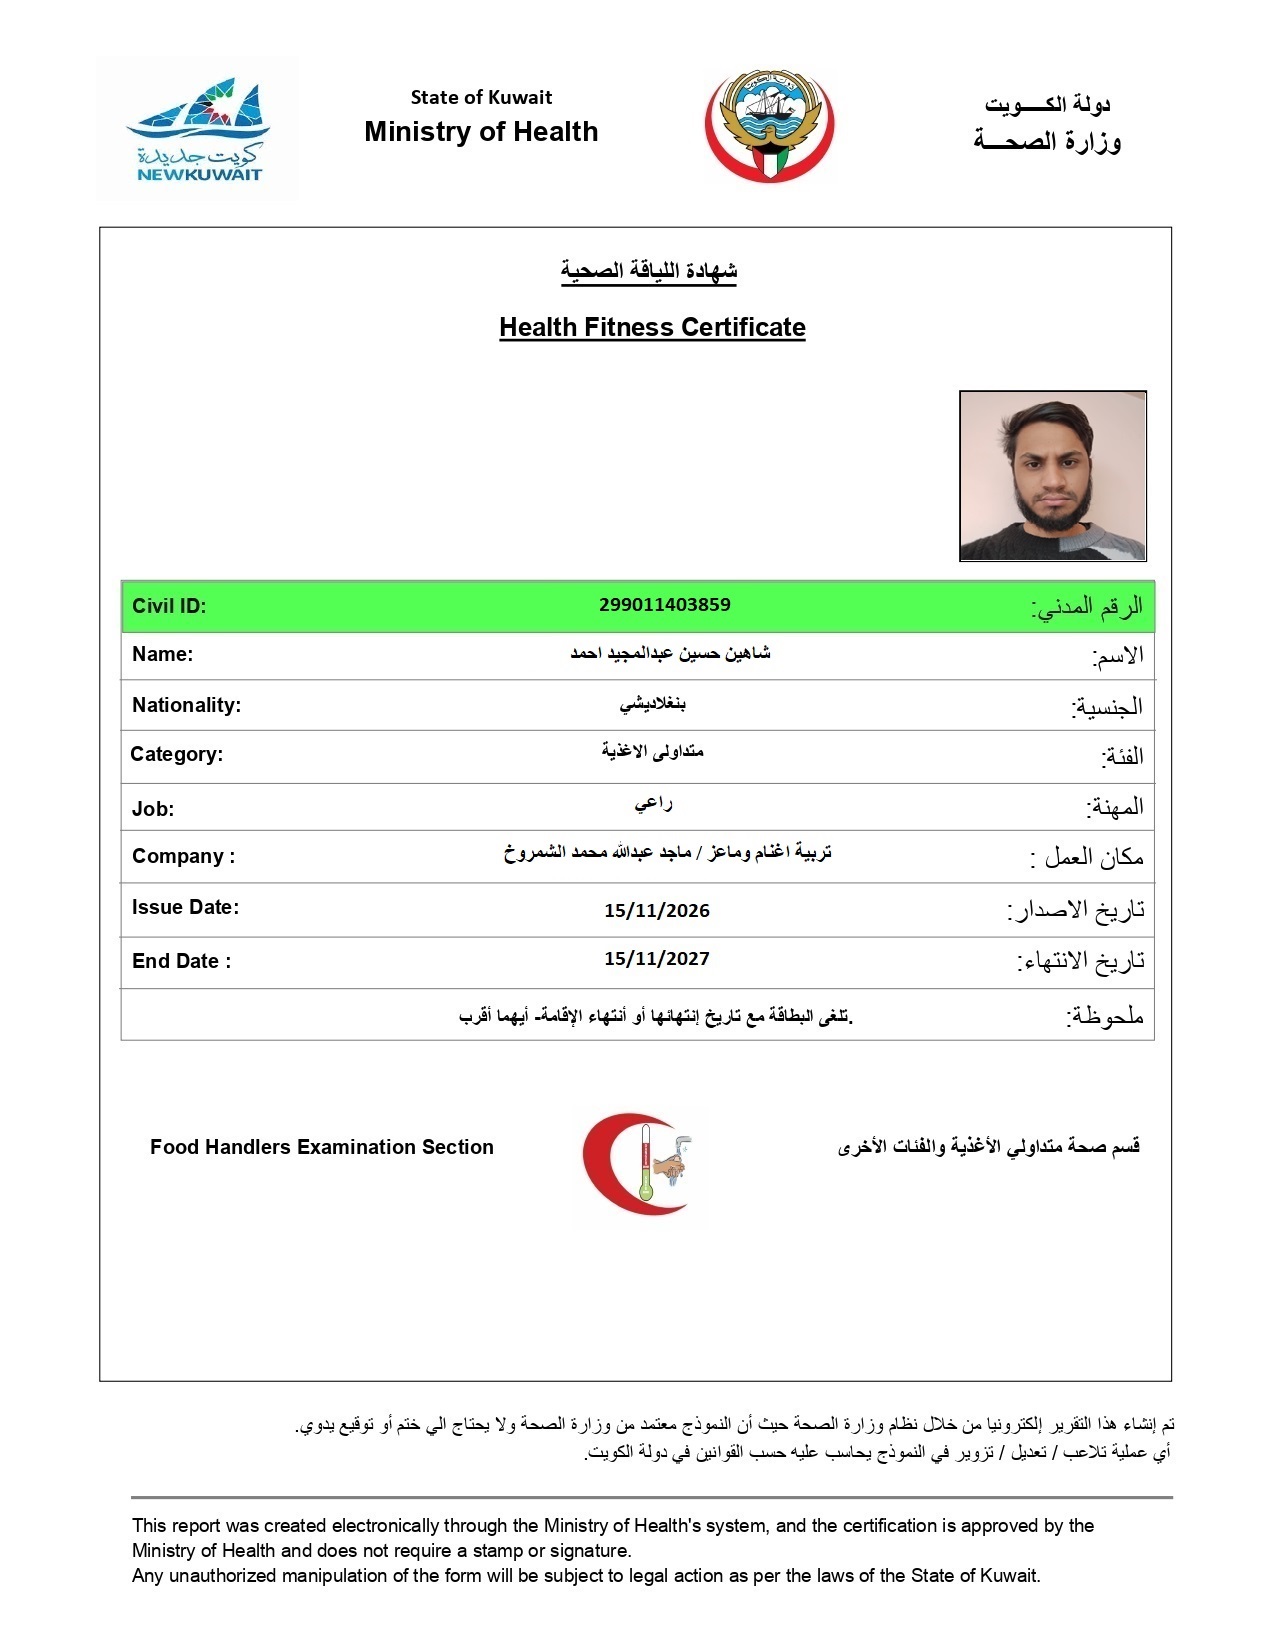 State of Kuwait
Ministry of Health
دولة الكـــويت
وزارة الصحـــة
كويت جديدة
NEWKUWAIT
دولة الكويت
شهادة اللياقة الصحية
Health Fitness Certificate
Civil ID: 299011403859 الرقم المدني:
Name: شاهين حسين عبدالمجيد احمد الاسم:
Nationality: بنغلاديشي الجنسية:
Category: متداولى الاغذية الفئة:
Job: راعي المهنة:
Company : تربية اغنام وماعز / ماجد عبدالله محمد الشمروخ مكان العمل :
Issue Date: 15/11/2026 تاريخ الاصدار:
End Date : 15/11/2027 تاريخ الانتهاء:
ملحوظة: تلغى البطاقة مع تاريخ إنتهائها أو أنتهاء الإقامة- أيهما أقرب.
Food Handlers Examination Section
قسم صحة متداولي الأغذية والفئات الأخرى
تم إنشاء هذا التقرير إلكترونيا من خلال نظام وزارة الصحة حيث أن النموذج معتمد من وزارة الصحة ولا يحتاج الي ختم أو توقيع يدوي.
أي عملية تلاعب / تعديل / تزوير في النموذج يحاسب عليه حسب القوانين في دولة الكويت.
This report was created electronically through the Ministry of Health's system, and the certification is approved by the
Ministry of Health and does not require a stamp or signature.
Any unauthorized manipulation of the form will be subject to legal action as per the laws of the State of Kuwait.